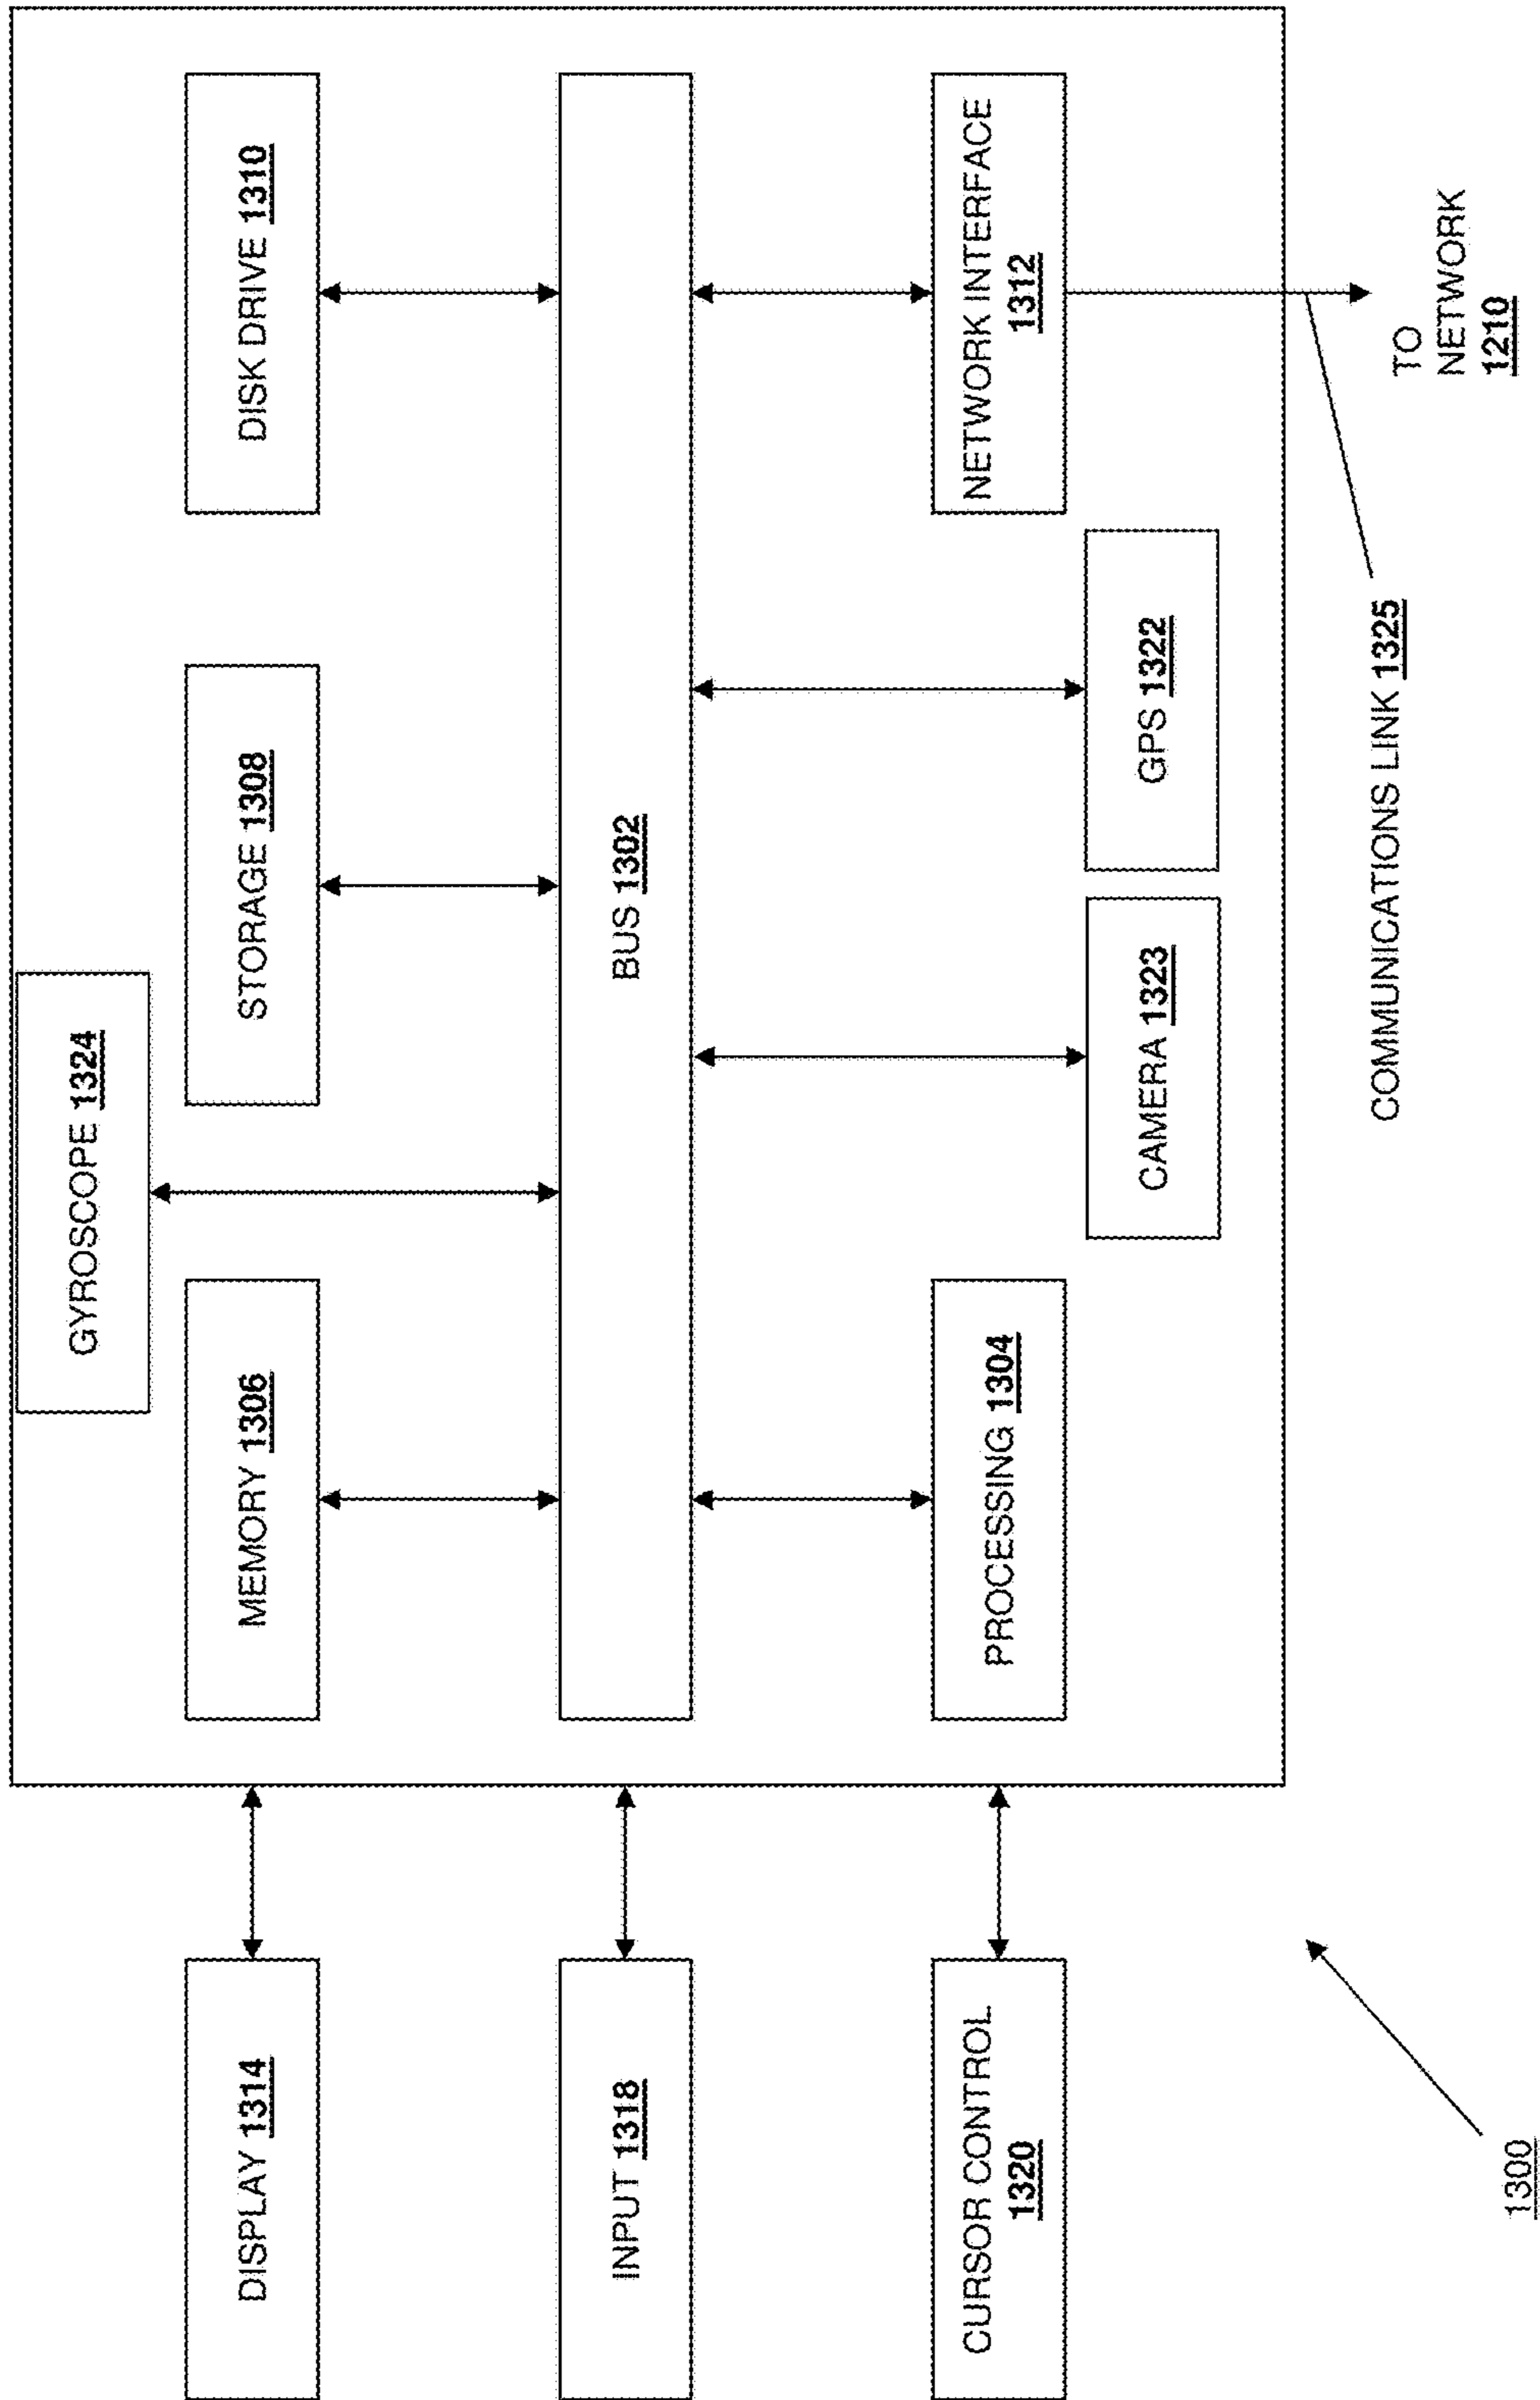 GYROSCOPE 1324
MEMORY 1306
STORAGE 1308
DISK DRIVE 1310
DISPLAY 1314
INPUT 1318
BUS 1302
CURSOR CONTROL
1320
PROCESSING 1304
NETWORK INTERFACE
1312
CAMERA 1323
GPS 1322
COMMUNICATIONS LINK 1325
TO
NETWORK
1210
1300